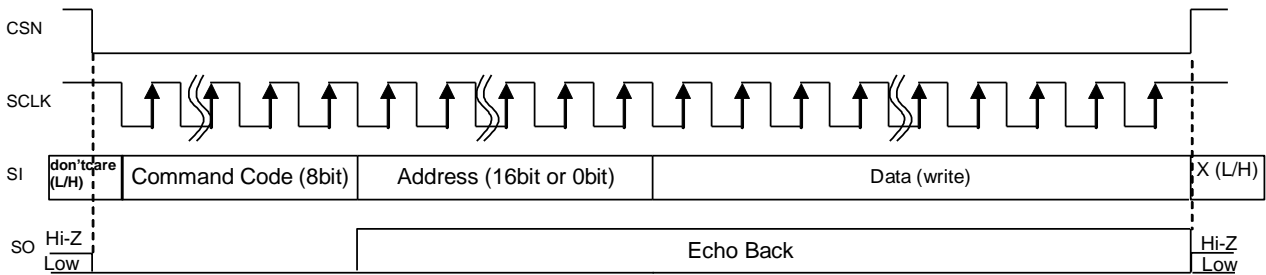 CSN
SCLK
SI
don'tcare
(L/H)
Command Code (8bit)
Address (16bit or 0bit)
Data (write)
X (L/H)
SO
Hi-Z
Low
Echo Back
Hi-Z
Low